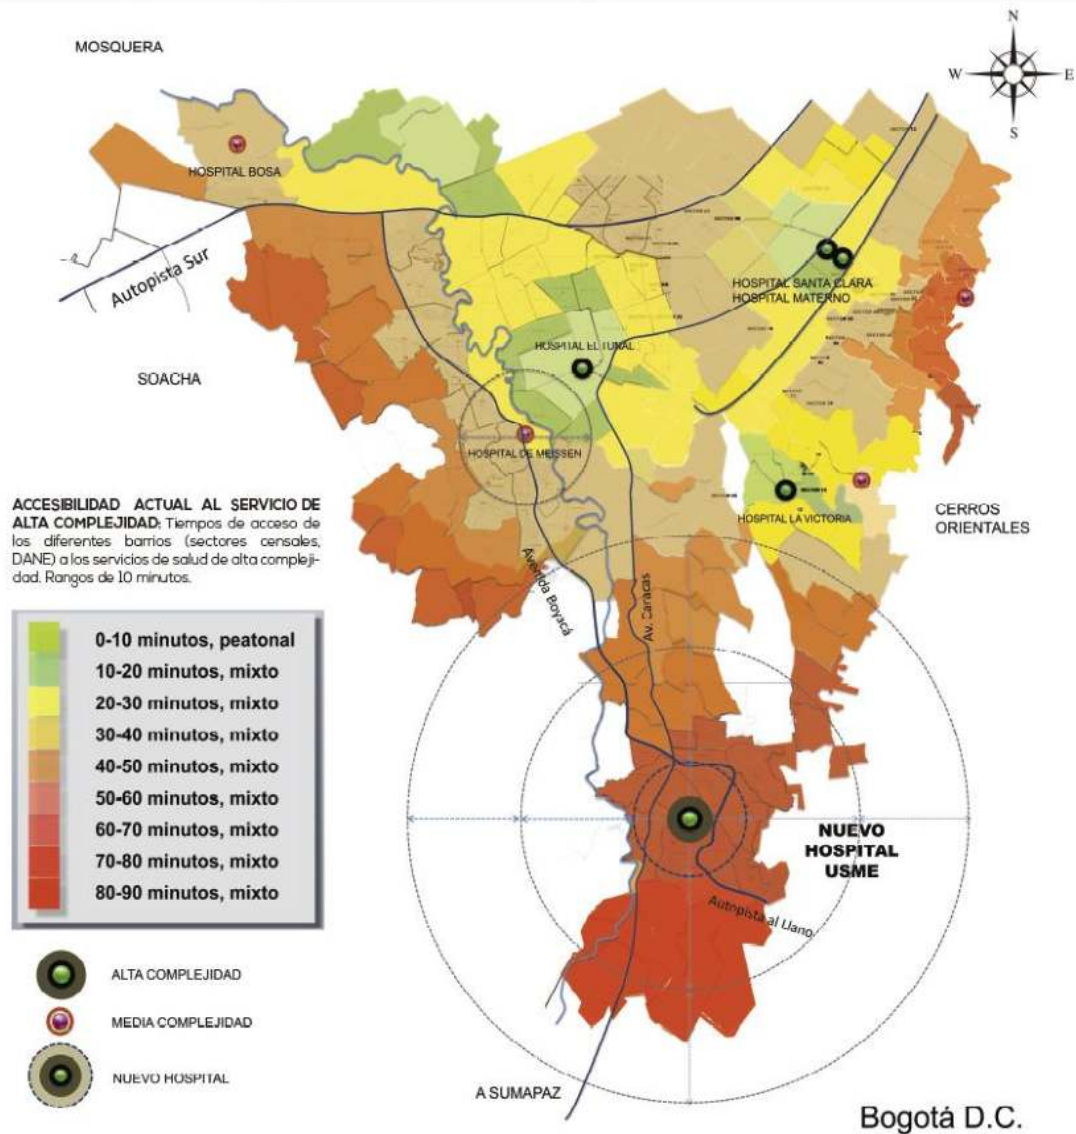 N
MOSQUERA
W
E
S
HOSPITAL BOSA
Autopista Sur
HOSPITAL SANTA CLARA
HOSPITAL MATERNO
HOSPITAL EL TUNAL
SOACHA
HOSPITAL DE MEISSEN
ACCESIBILIDAD ACTUAL AL SERVICIO DE
ALTA COMPLEJIDAD: Tiempos de acceso de
los diferentes barrios (sectores censales,
DANE) a los servicios de salud de alta compleji-
dad. Rangos de 10 minutos.
CERROS
ORIENTALES
HOSPITAL LA VICTORIA
Avenida Boyacá
Av. Caracas
0-10 minutos, peatonal
10-20 minutos, mixto
20-30 minutos, mixto
30-40 minutos, mixto
40-50 minutos, mixto
50-60 minutos, mixto
60-70 minutos, mixto
70-80 minutos, mixto
80-90 minutos, mixto
NUEVO
HOSPITAL
USME
Autopista al Llano
ALTA COMPLEJIDAD
MEDIA COMPLEJIDAD
NUEVO HOSPITAL
A SUMAPAZ
Bogotá D.C.